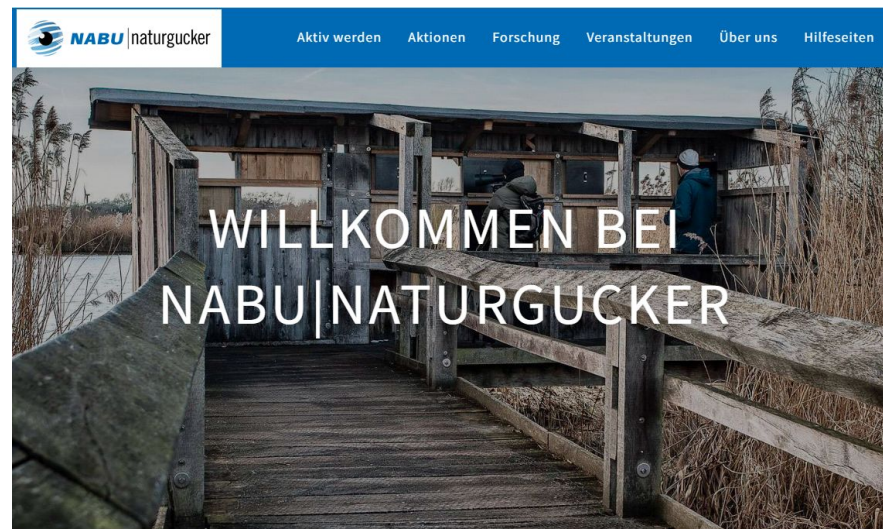 NABU|naturgucker
Aktiv werden Aktionen Forschung Veranstaltungen Über uns Hilfeseiten
WILLKOMMEN BEI
NABU|NATURGUCKER